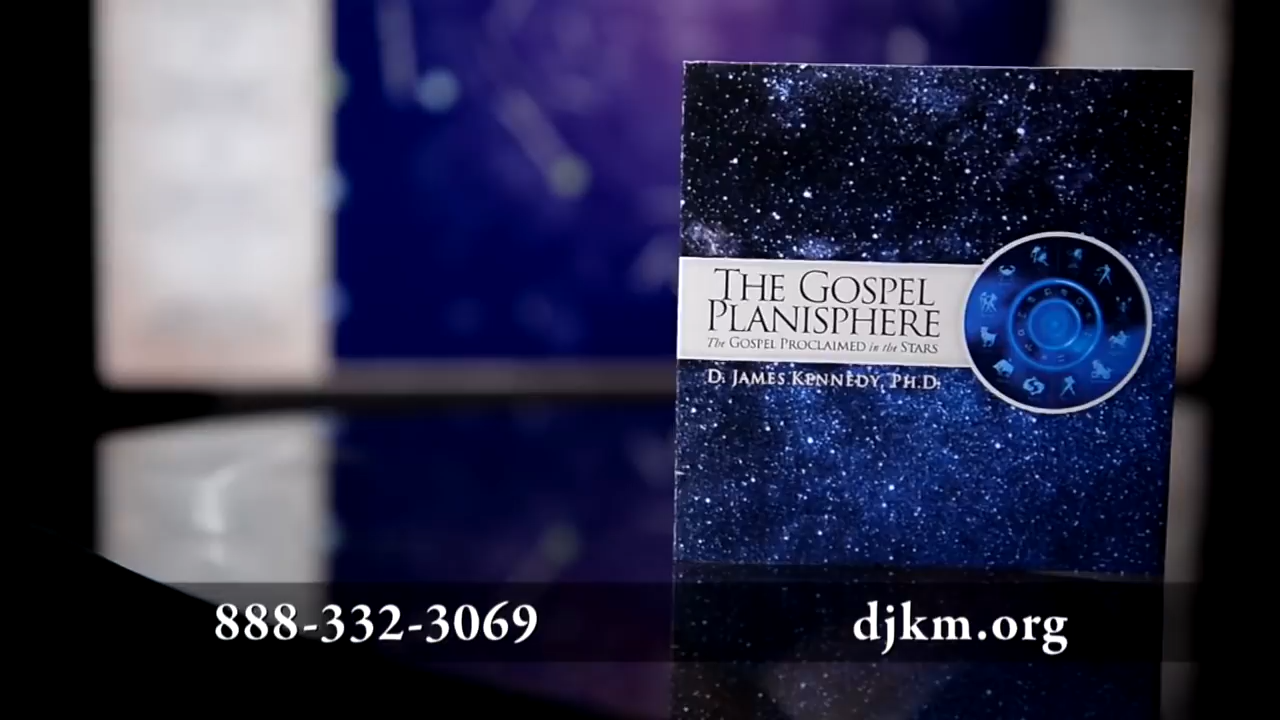 THE GOSPEL
PLANISPHERE
The GOSPEL PROCLAIMED in the STARS
D. JAMES KENNEDY, PH.D.
888-332-3069
djkm.org